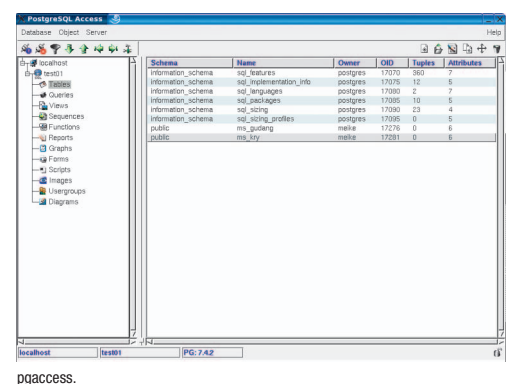 PostgreSQL Access
Database Object Server Help
localhost
test01
Tables
Queries
Views
Sequences
Functions
Reports
Graphs
Forms
Scripts
Images
Usergroups
Diagrams
Schema Name Owner OID Tuples Attributes
information_schema sql_features postgres 17070 360 7
information_schema sql_implementation_info postgres 17075 12 5
information_schema sql_languages postgres 17080 2 7
information_schema sql_packages postgres 17085 10 5
information_schema sql_sizing postgres 17090 23 4
information_schema sql_sizing_profiles postgres 17095 0 5
public ms_gudang meike 17276 0 6
public ms_kry meike 17281 0 6
localhost test01 PG: 7.4.2
pgaccess.